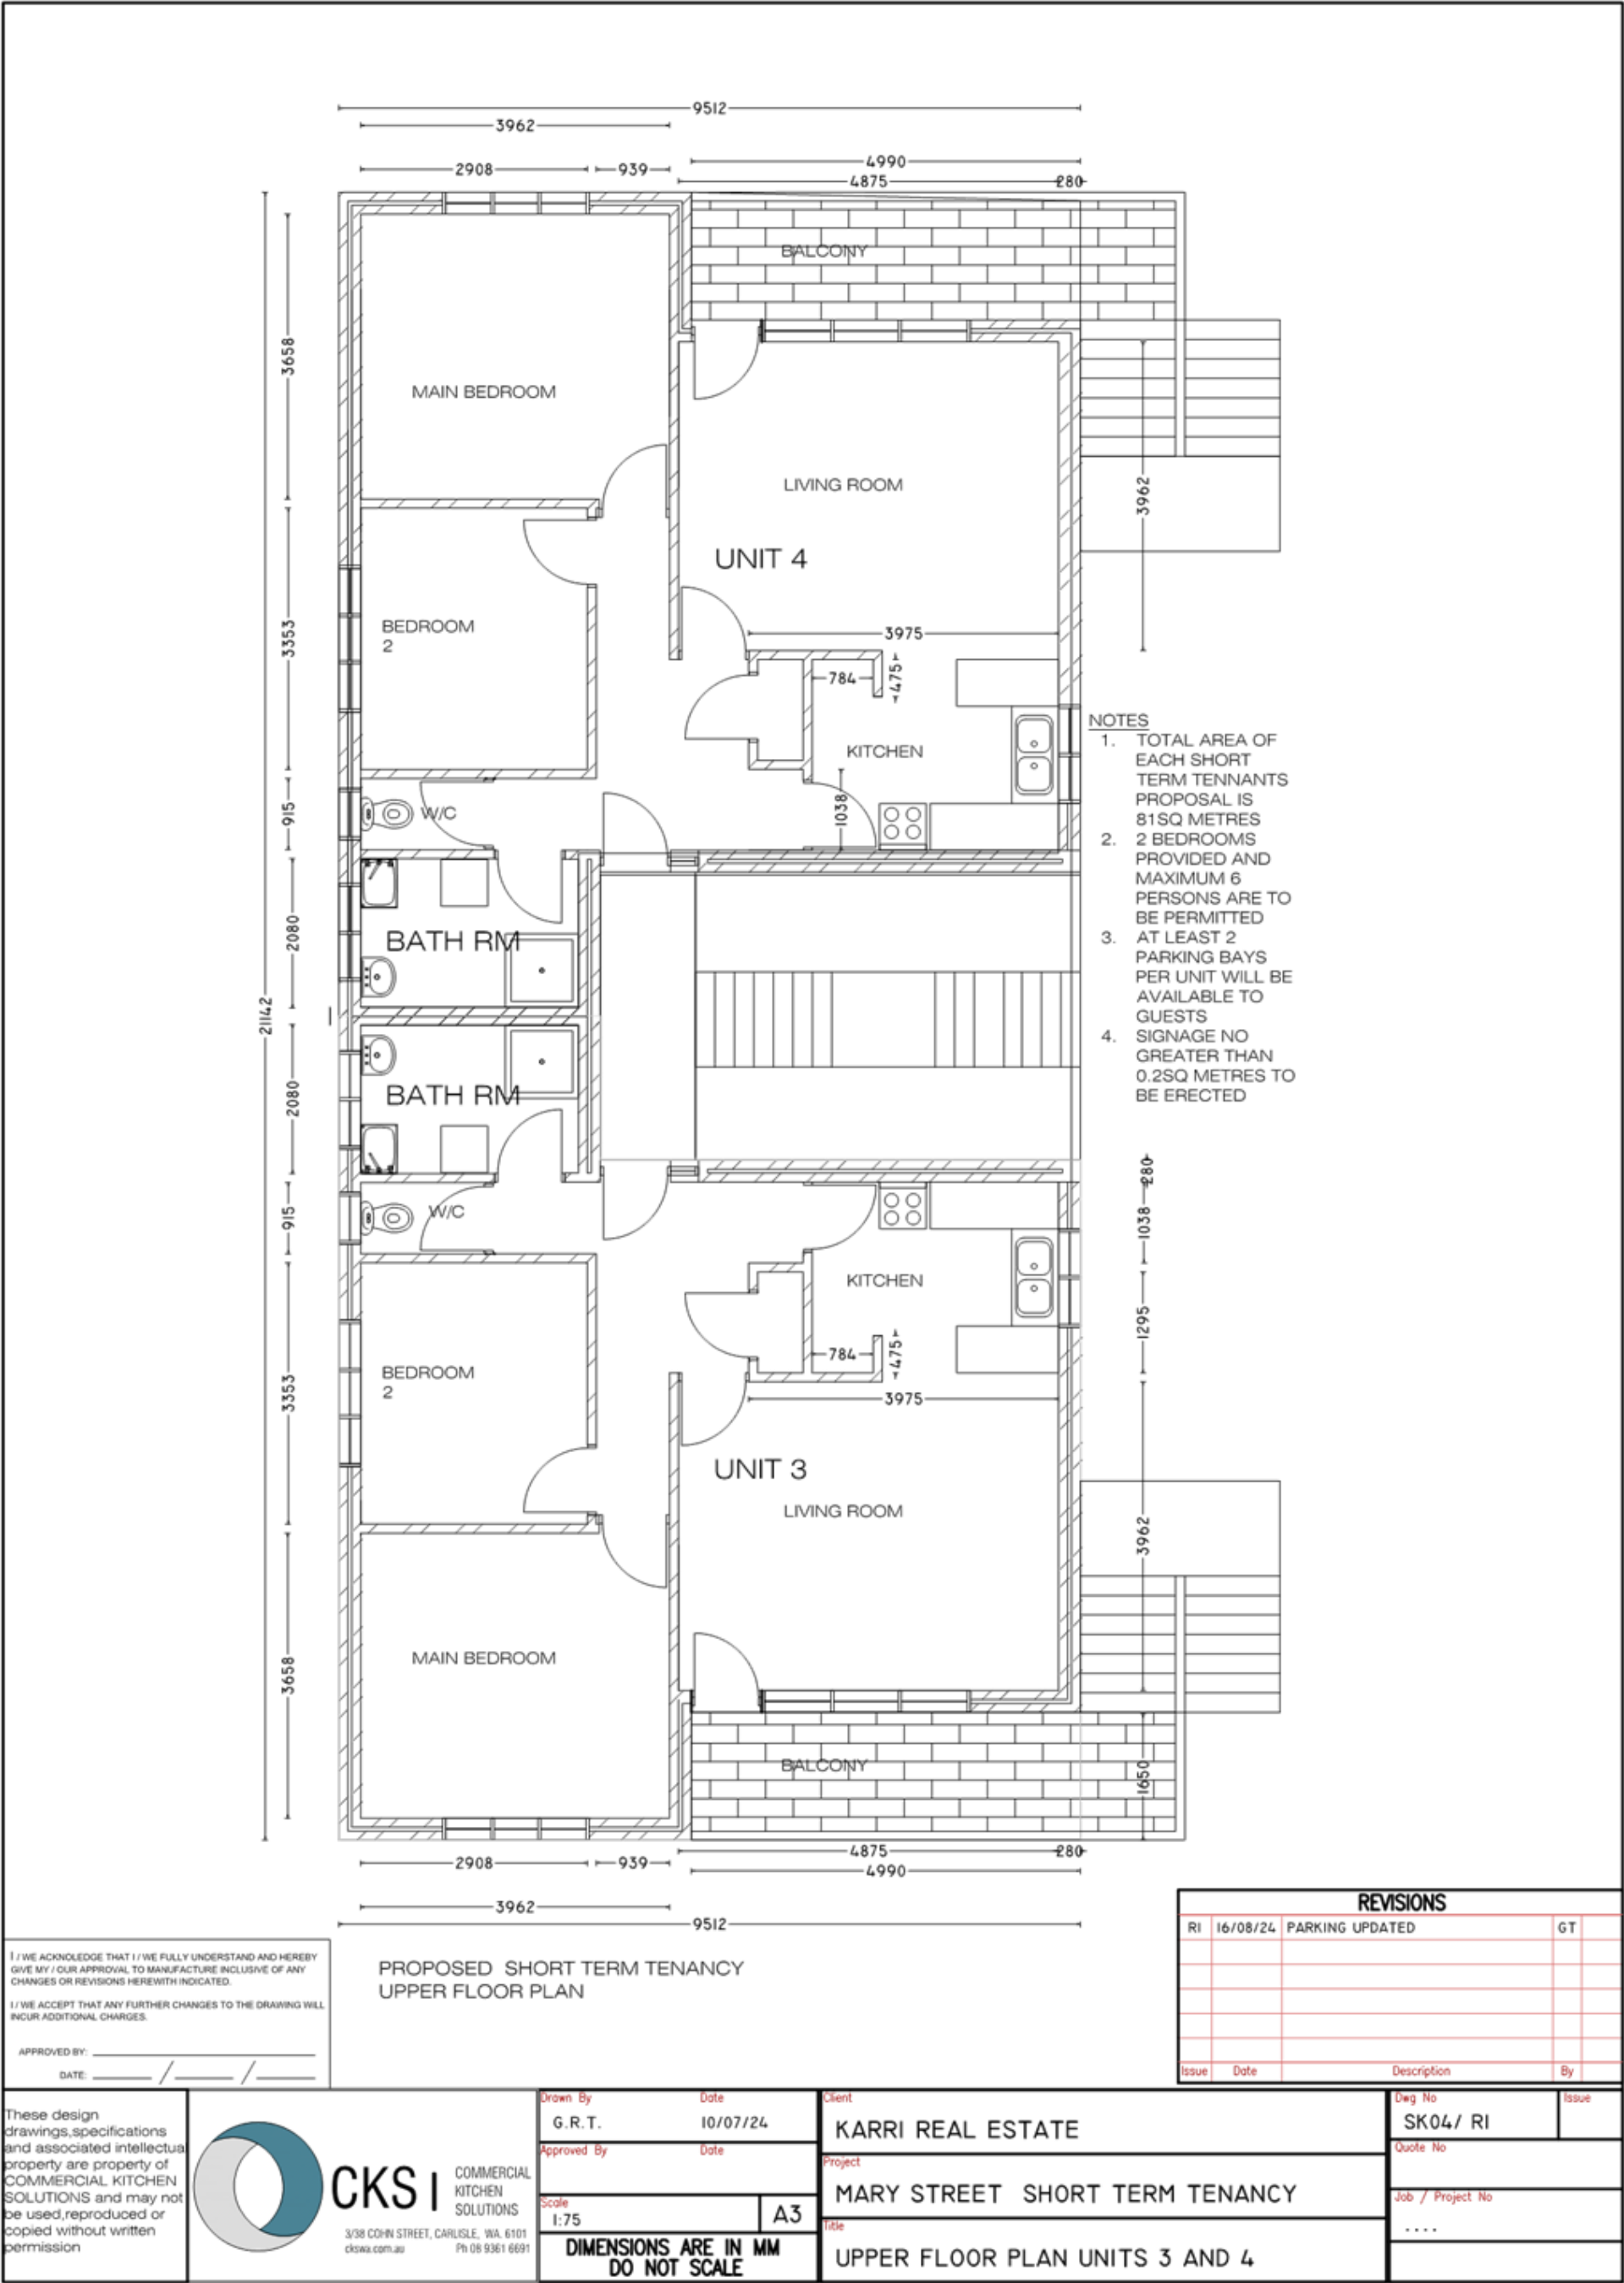 9512
3962
2908
939
4990
4875
280
BALCONY
3658
MAIN BEDROOM
LIVING ROOM
3962
UNIT 4
BEDROOM
2
3353
3975
784
475
KITCHEN
915
W/C
1038
BATH RM
2080
21142
NOTES
1. TOTAL AREA OF
EACH SHORT
TERM TENNANTS
PROPOSAL IS
81SQ METRES
2. 2 BEDROOMS
PROVIDED AND
MAXIMUM 6
PERSONS ARE TO
BE PERMITTED
3. AT LEAST 2
PARKING BAYS
PER UNIT WILL BE
AVAILABLE TO
GUESTS
4. SIGNAGE NO
GREATER THAN
0.2SQ METRES TO
BE ERECTED
2080
BATH RM
280
915
W/C
1038
KITCHEN
1295
784
475
BEDROOM
2
3353
3975
UNIT 3
LIVING ROOM
3962
MAIN BEDROOM
3658
BALCONY
1650
2908
939
4875
280
4990
3962
9512
PROPOSED SHORT TERM TENANCY
UPPER FLOOR PLAN
REVISIONS
R1 16/08/24 PARKING UPDATED GT
Issue Date Description By
I / WE ACKNOLEDGE THAT I / WE FULLY UNDERSTAND AND HEREBY
GIVE MY / OUR APPROVAL TO MANUFACTURE INCLUSIVE OF ANY
CHANGES OR REVISIONS HEREWITH INDICATED.
I / WE ACCEPT THAT ANY FURTHER CHANGES TO THE DRAWING WILL
INCUR ADDITIONAL CHARGES.
APPROVED BY:
DATE: / /
These design
drawings,specifications
and associated intellectua
property are property of
COMMERCIAL KITCHEN
SOLUTIONS and may not
be used,reproduced or
copied without written
permission
CKS
COMMERCIAL
KITCHEN
SOLUTIONS
3/38 COHN STREET, CARLISLE, WA. 6101
ckswa.com.au Ph 08 9361 6691
Drawn By Date
G.R.T. 10/07/24
Approved By Date
Scale
1:75
A3
DIMENSIONS ARE IN MM
DO NOT SCALE
Client
KARRI REAL ESTATE
Project
MARY STREET SHORT TERM TENANCY
Title
UPPER FLOOR PLAN UNITS 3 AND 4
Dwg No
SK04/ R1
Issue
Quote No
Job / Project No
....